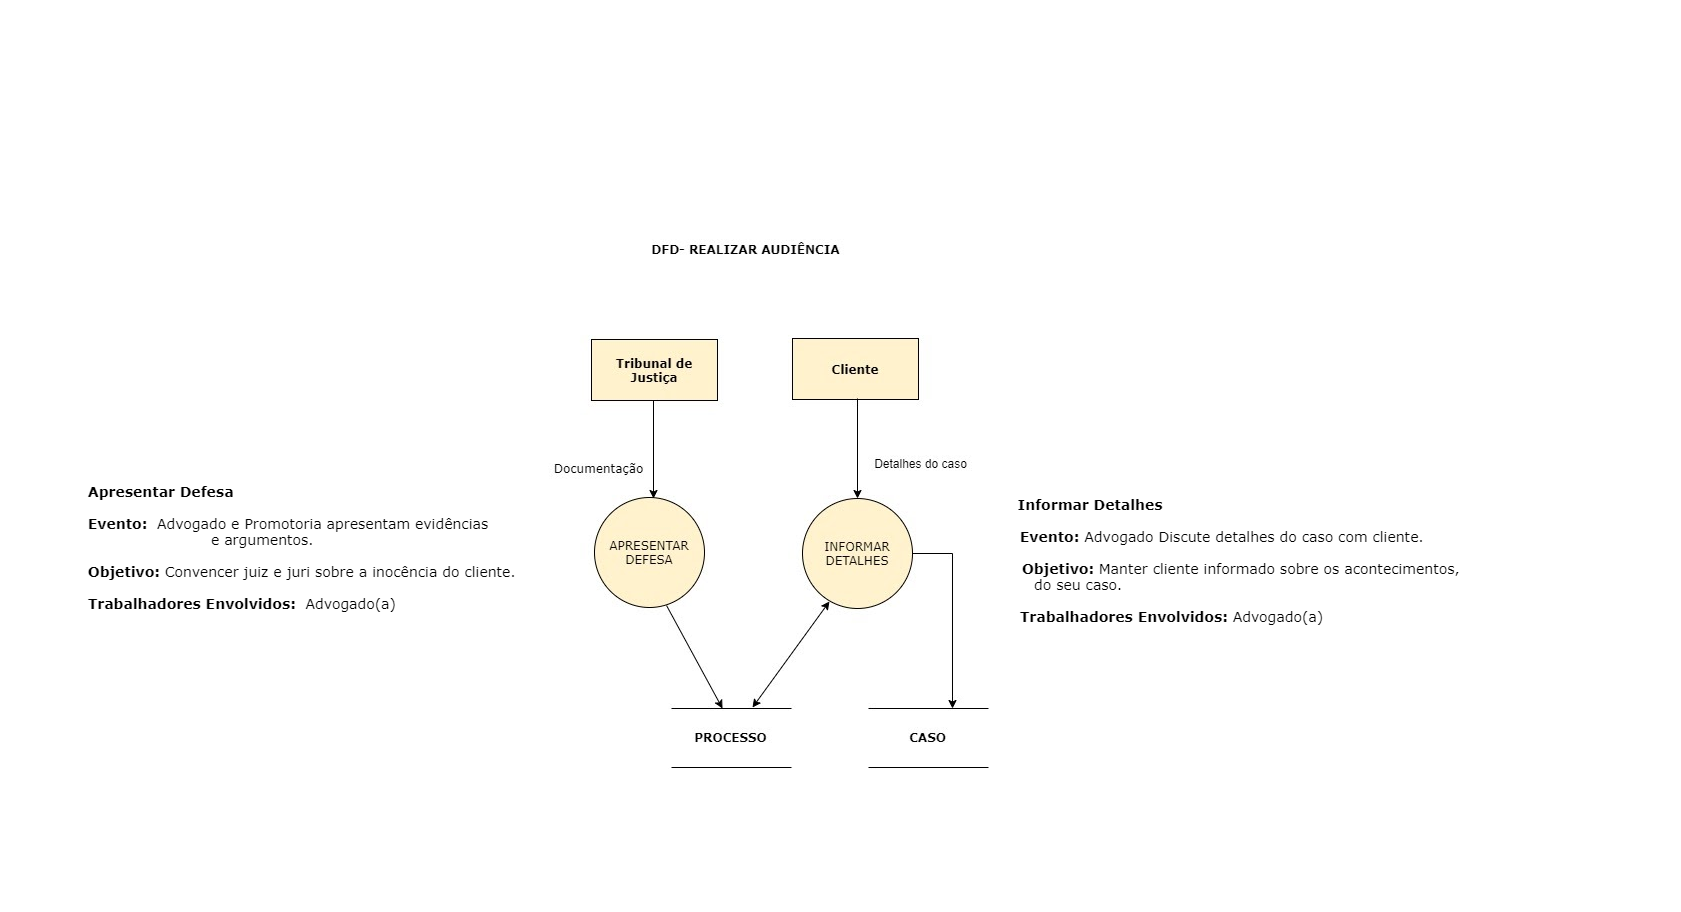 DFD- REALIZAR AUDIÊNCIA
Tribunal de
Justiça
Cliente
Documentação
Detalhes do caso
Apresentar Defesa
Evento: Advogado e Promotoria apresentam evidências
e argumentos.
Objetivo: Convencer juiz e juri sobre a inocência do cliente.
Trabalhadores Envolvidos: Advogado(a)
APRESENTAR
DEFESA
INFORMAR
DETALHES
Informar Detalhes
Evento: Advogado Discute detalhes do caso com cliente.
Objetivo: Manter cliente informado sobre os acontecimentos,
do seu caso.
Trabalhadores Envolvidos: Advogado(a)
PROCESSO
CASO